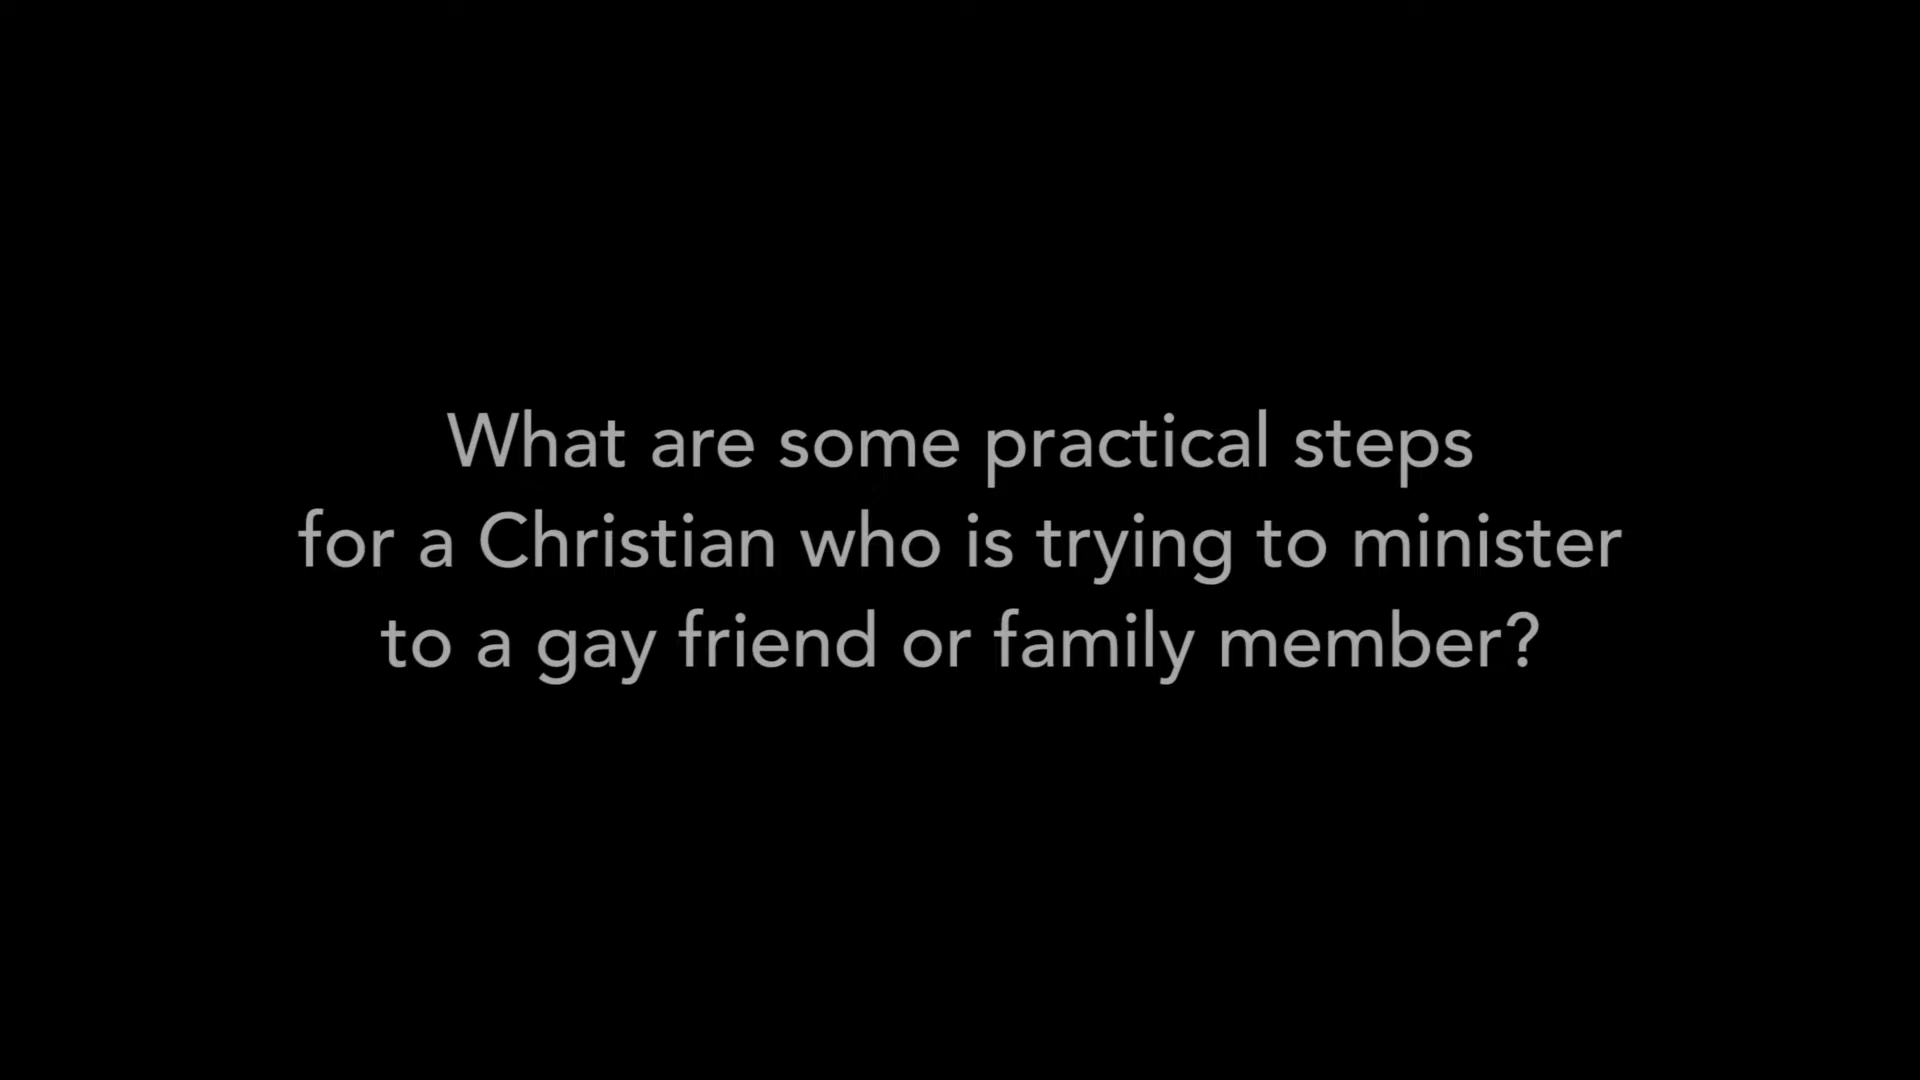 What are some practical steps
for a Christian who is trying to minister
to a gay friend or family member?